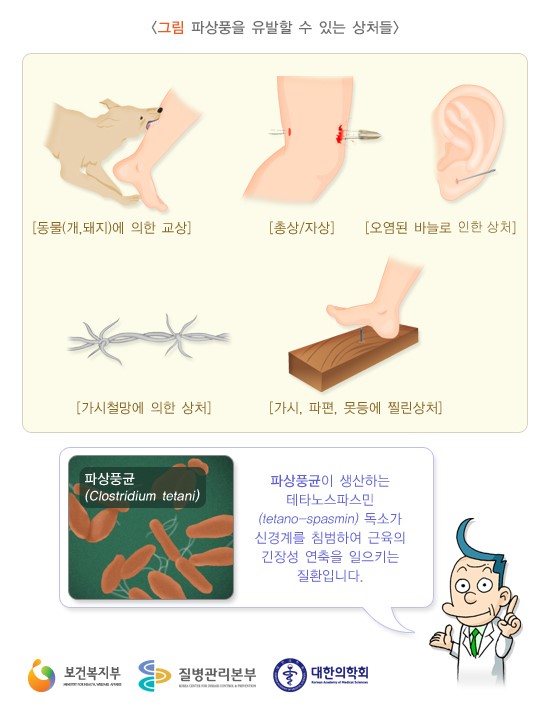 <그림 파상풍을 유발할 수 있는 상처들>
[동물(개,돼지)에 의한 교상]
[총상/자상]
[오염된 바늘로 인한 상처]
[가시철망에 의한 상처]
[가시, 파편, 못등에 찔린상처]
파상풍균
(Clostridium tetani)
파상풍균이 생산하는
테타노스파스민
(tetano-spasmin) 독소가
신경계를 침범하여 근육의
긴장성 연축을 일으키는
질환입니다.
보건복지부
MINISTRY FOR HEALTH, WELFARE AFFAIRS
질병관리본부
KOREA CENTER FOR DISEASE CONTROL & PREVENTION
대한의학회
Korean Academy of Medical Sciences